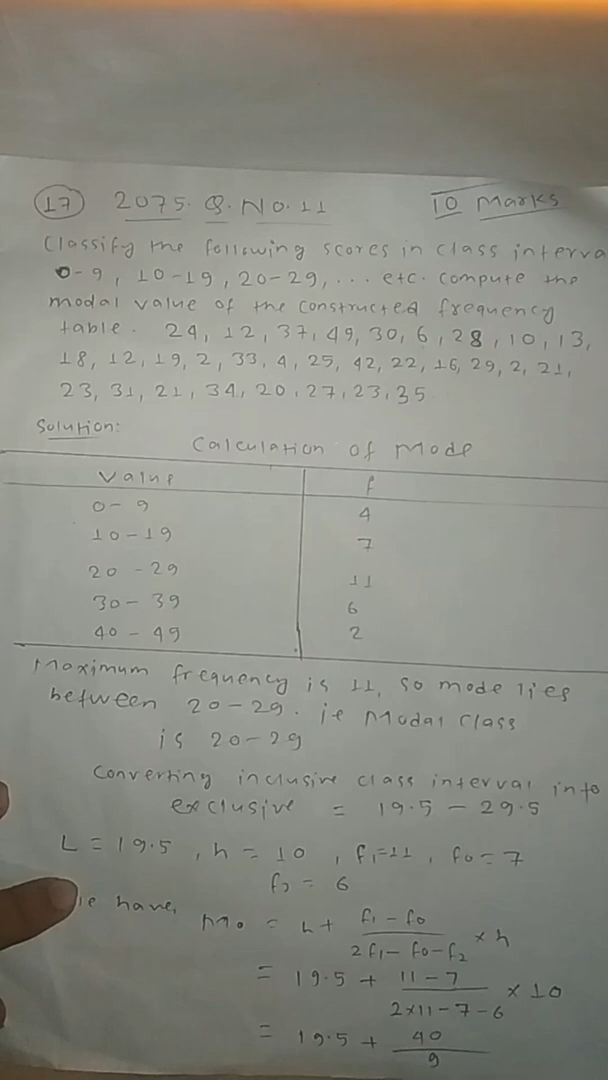 17 2075. Q. No. 11 10 Marks
Classify the following scores in class interva
0-9, 10-19, 20-29, ... etc. compute the
modal value of the constructed frequency
table. 24, 12, 37, 49, 30, 6, 28, 10, 13,
18, 12, 19, 2, 33, 4, 25, 42, 22, 16, 29, 2, 21,
23, 31, 21, 34, 20, 27, 23, 35.
Solution:
Calculation of Mode
Value f
0-9 4
10-19 7
20-29 11
30-39 6
40-49 2
Maximum frequency is 11, so mode lies
between 20-29. ie Modal class
is 20-29
Converting inclusive class interval into
exclusive = 19.5 - 29.5
L = 19.5, h = 10, f1=11, f0 = 7
f2 = 6
e have,
Mo = L + (f1 - f0)/(2f1 - f0 - f2) × h
= 19.5 + (11 - 7)/(2×11 - 7 - 6) × 10
= 19.5 + 40/9